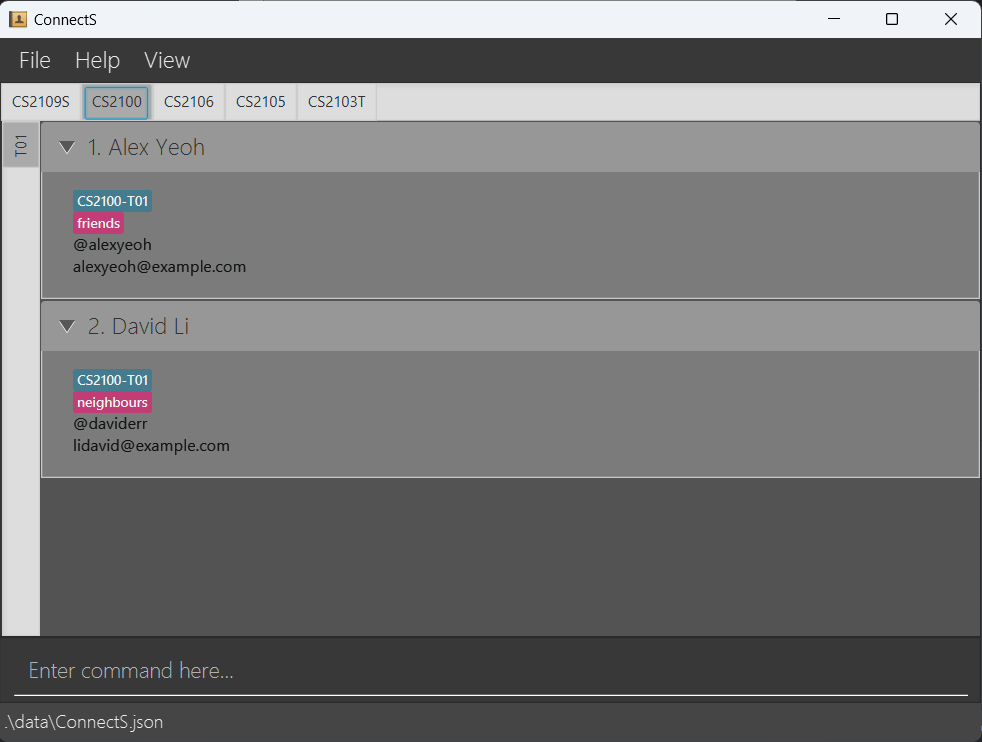 ConnectS
File Help View
CS2109S CS2100 CS2106 CS2105 CS2103T
T01
1. Alex Yeoh
CS2100-T01
friends
@alexyeoh
alexyeoh@example.com
2. David Li
CS2100-T01
neighbours
@daviderr
lidavid@example.com
Enter command here...
.\data\ConnectS.json